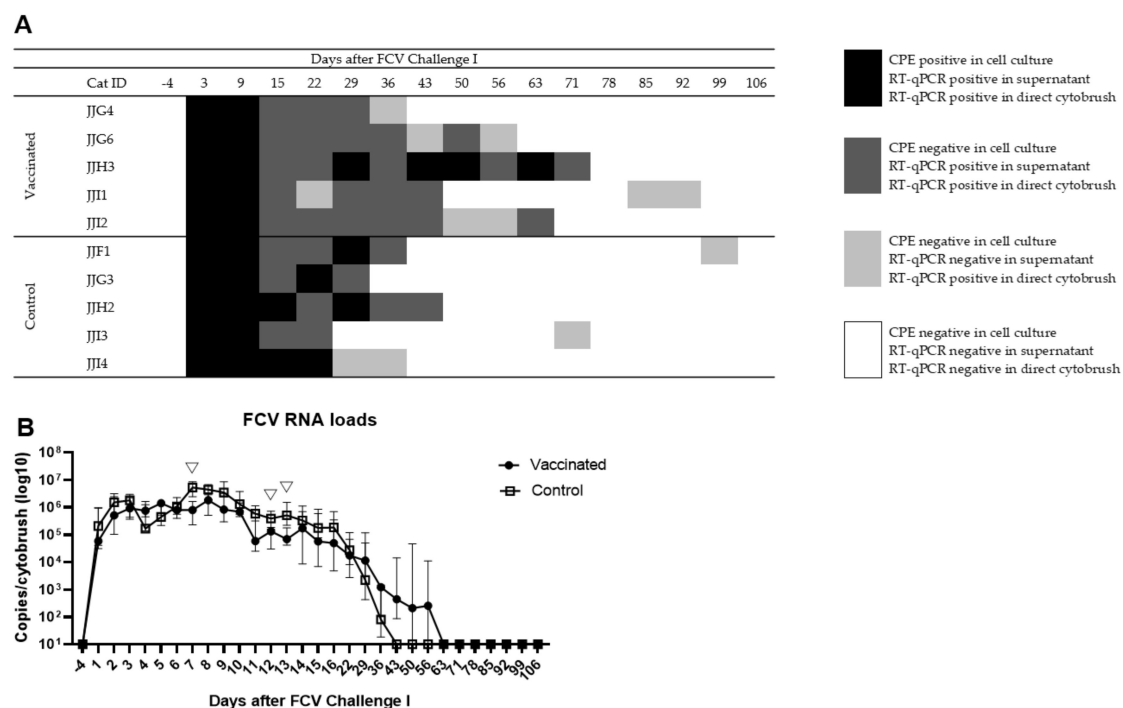 A
Days after FCV Challenge I
Cat ID -4 3 9 15 22 29 36 43 50 56 63 71 78 85 92 99 106
Vaccinated
JJG4
JJG6
JJH3
JJI1
JJI2
Control
JJF1
JJG3
JJH2
JJI3
JJI4
CPE positive in cell culture
RT-qPCR positive in supernatant
RT-qPCR positive in direct cytobrush
CPE negative in cell culture
RT-qPCR positive in supernatant
RT-qPCR positive in direct cytobrush
CPE negative in cell culture
RT-qPCR negative in supernatant
RT-qPCR positive in direct cytobrush
CPE negative in cell culture
RT-qPCR negative in supernatant
RT-qPCR negative in direct cytobrush
B
FCV RNA loads
Copies/cytobrush (log10)
10⁸
10⁷
10⁶
10⁵
10⁴
10³
10²
10¹
-4 1 2 3 4 5 6 7 8 9 10 11 12 13 14 15 16 22 29 36 43 50 56 63 71 78 85 92 99 106
Days after FCV Challenge I
Vaccinated
Control